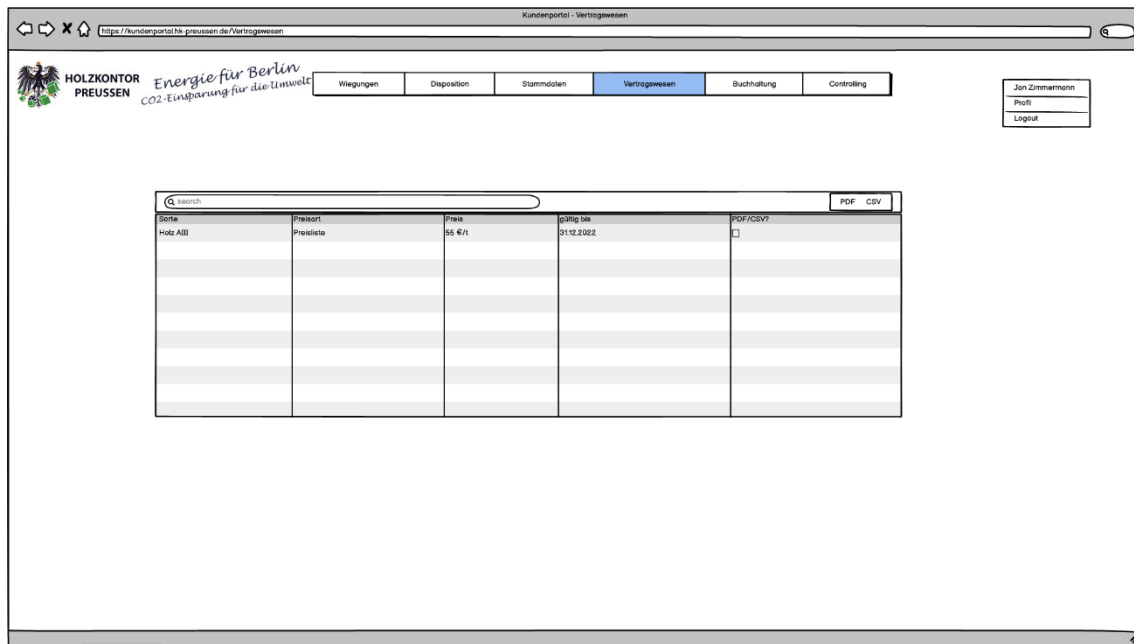 Kundenportal - Vertragswesen
https://kundenportal.hk-preussen.de/Vertragswesen
HOLZKONTOR
PREUSSEN
Energie für Berlin
CO2-Einsparung für die Umwelt
Wiegungen Disposition Stammdaten Vertragswesen Buchhaltung Controlling
Jan Zimmermann
Profil
Logout
search PDF CSV
Sorte Preisart Preis gültig bis PDF/CSV?
Holz AIII Preisliste 55 €/t 31.12.2022